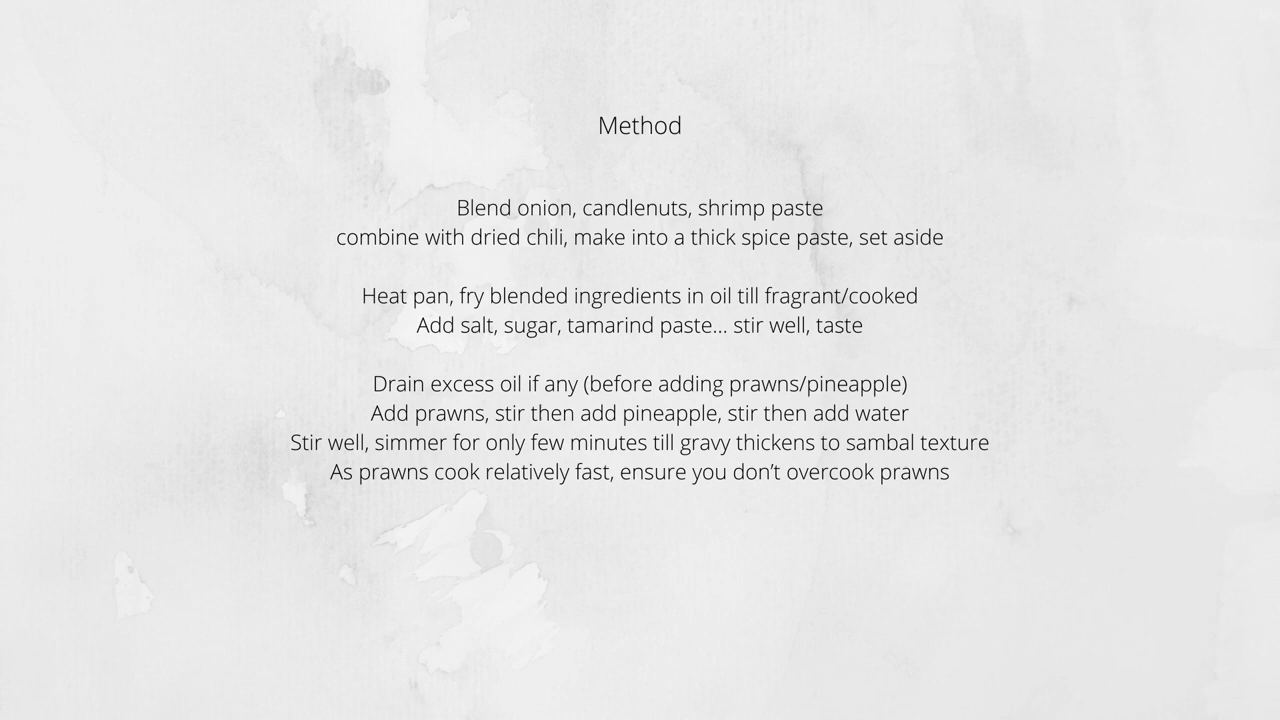 Method
Blend onion, candlenuts, shrimp paste
combine with dried chili, make into a thick spice paste, set aside
Heat pan, fry blended ingredients in oil till fragrant/cooked
Add salt, sugar, tamarind paste... stir well, taste
Drain excess oil if any (before adding prawns/pineapple)
Add prawns, stir then add pineapple, stir then add water
Stir well, simmer for only few minutes till gravy thickens to sambal texture
As prawns cook relatively fast, ensure you don’t overcook prawns